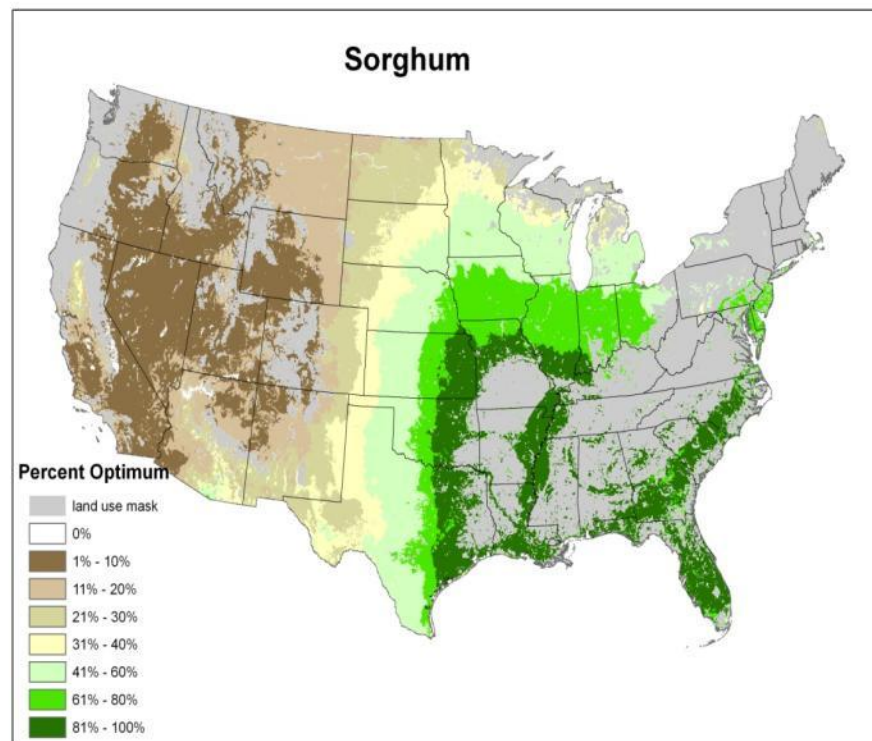 Sorghum
Percent Optimum
land use mask
0%
1% - 10%
11% - 20%
21% - 30%
31% - 40%
41% - 60%
61% - 80%
81% - 100%